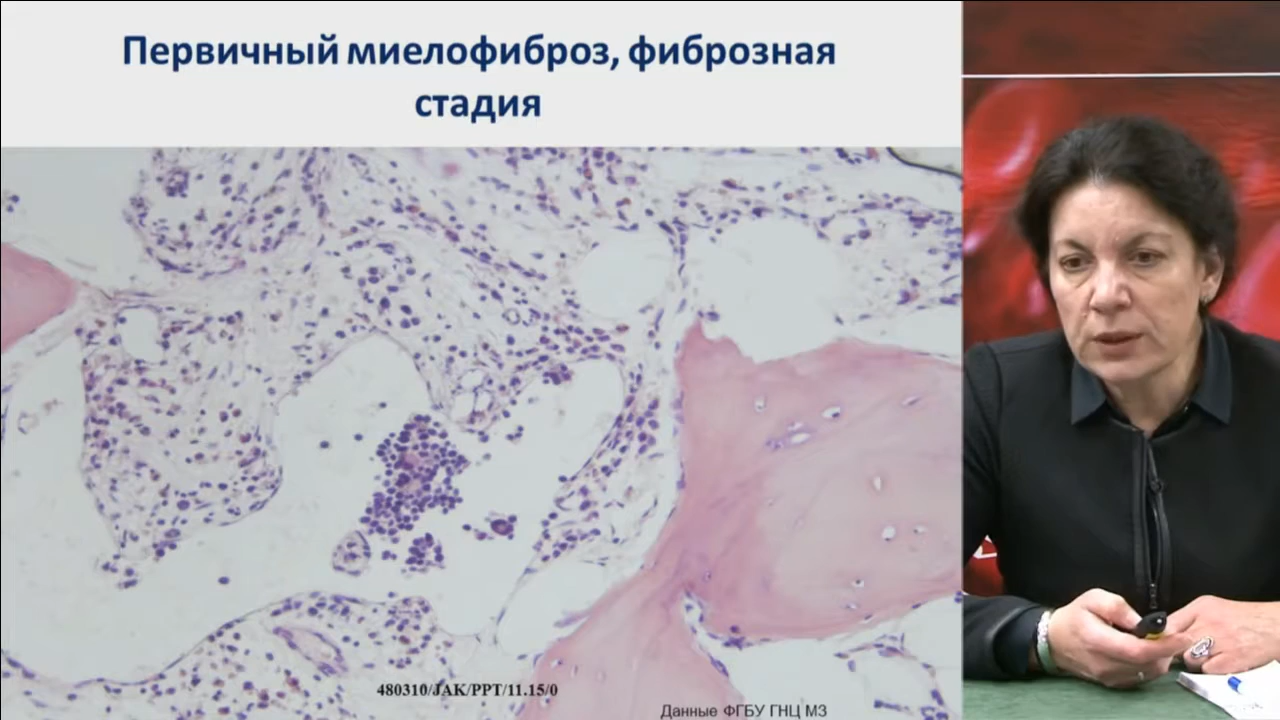 Первичный миелофиброз, фиброзная
стадия
480310/JAK/PPT/11.15/0
Данные ФГБУ ГНЦ МЗ